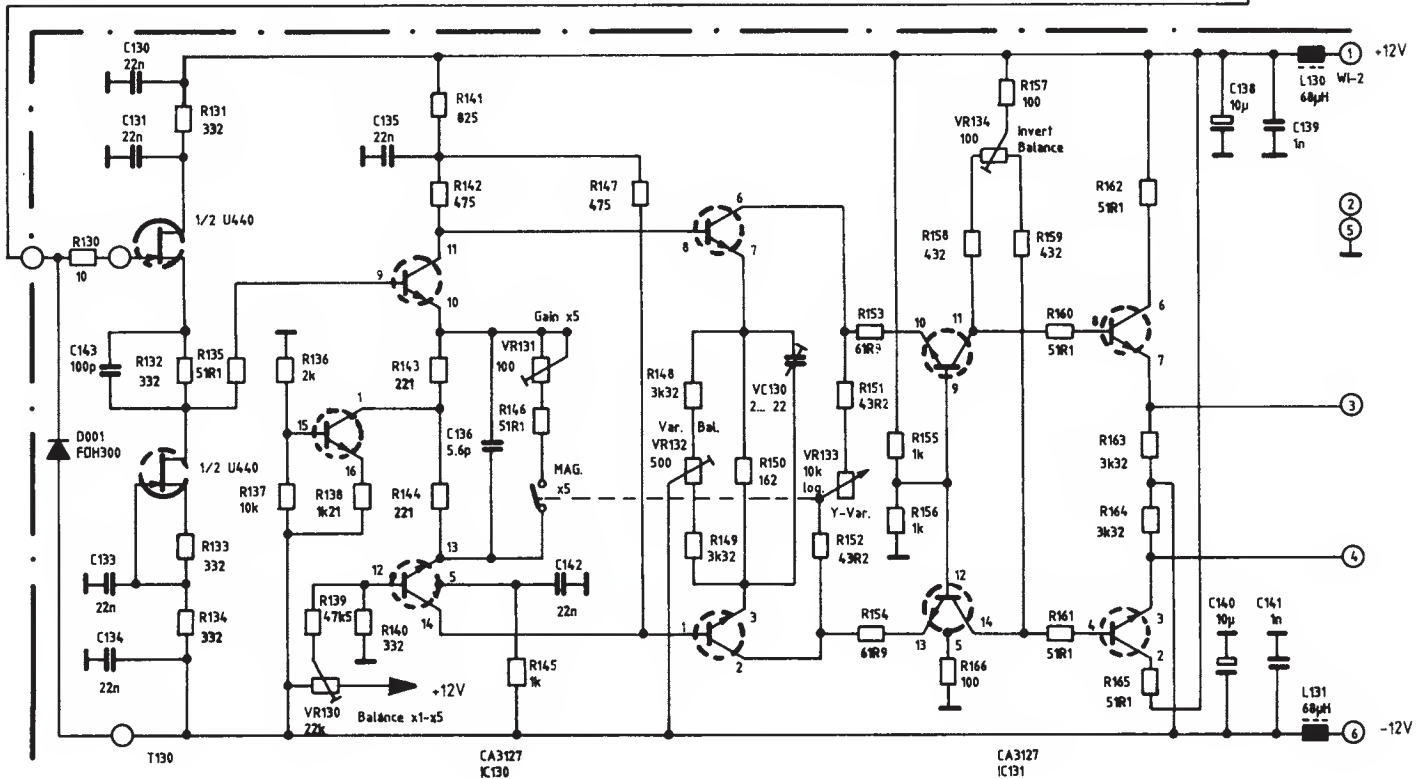 C130
22n
R131
332
C131
22n
1/2 U440
R130
10
C143
100p
R132
332
R135
51R1
D001
FDH300
1/2 U440
R133
332
C133
22n
R134
332
C134
22n
T130
R141
825
C135
22n
R142
475
R147
475
11
9
10
Gain x5
VR131
100
R136
2k
R143
221
R146
51R1
1
15
16
C136
5.6p
R137
10k
R138
1k21
R144
221
MAG.
x5
13
12
5
14
C142
22n
R139
47k5
R140
332
R145
1k
+12V
VR130
22k
Balance x1-x5
CA3127
IC130
6
8
7
R148
3k32
VC130
2... 22
Var. Bal.
VR132
500
R150
162
R149
3k32
1
3
2
R153
61R9
R151
43R2
VR133
10k
log.
Y-Var.
R152
43R2
R154
61R9
R155
1k
R156
1k
10
11
9
12
13
5
14
R166
100
R157
100
VR134
100
Invert
Balance
R158
432
R159
432
R160
51R1
R161
51R1
R162
51R1
8
6
7
R163
3k32
R164
3k32
4
3
2
R165
51R1
CA3127
IC131
C138
10µ
C139
1n
L130
68µH
1
+12V
WI-2
2
5
3
4
C140
10µ
C141
1n
L131
68µH
6
-12V